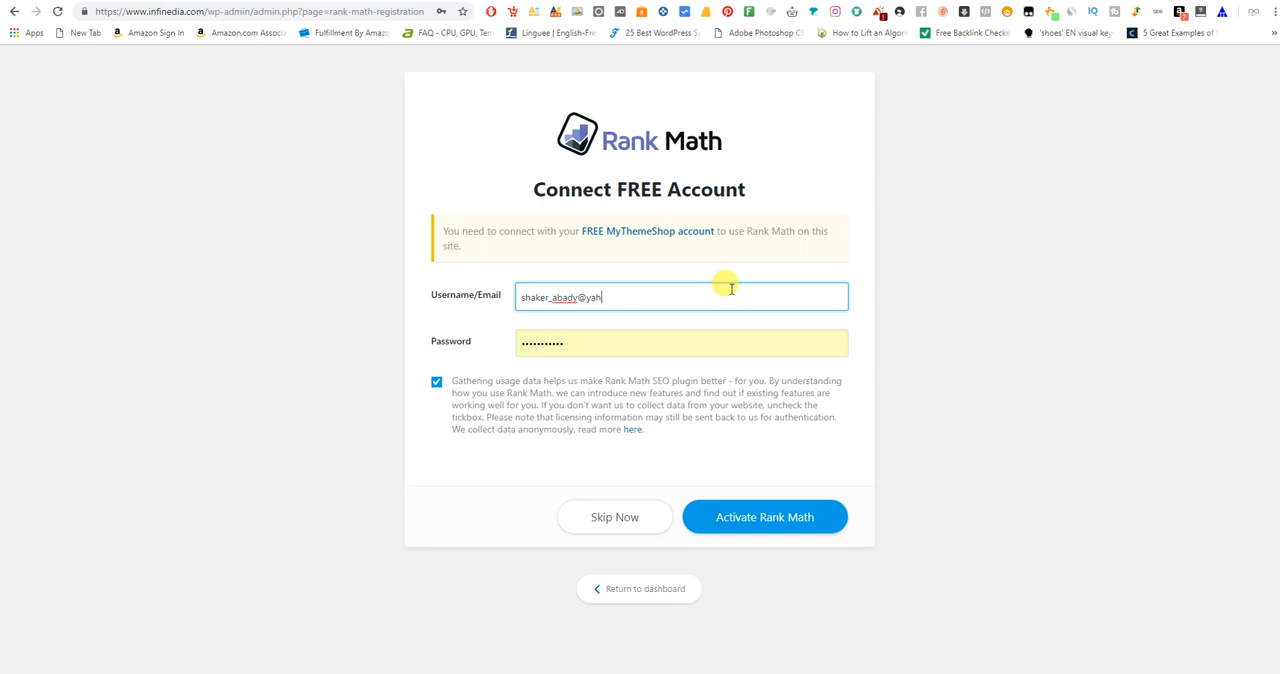 https://www.infinedia.com/wp-admin/admin.php?page=rank-math-registration
Apps New Tab Amazon Sign In Amazon.com Associa Fulfillment By Amazo FAQ - CPU, GPU, Tem Linguee | English-Fre 25 Best WordPress S Adobe Photoshop C How to Lift an Algori Free Backlink Checke 'shoes' EN visual key 5 Great Examples of »
Rank Math
Connect FREE Account
You need to connect with your FREE MyThemeShop account to use Rank Math on this
site.
Username/Email shaker_abady@yah
Password •••••••••••
Gathering usage data helps us make Rank Math SEO plugin better - for you. By understanding
how you use Rank Math, we can introduce new features and find out if existing features are
working well for you. If you don't want us to collect data from your website, uncheck the
tickbox. Please note that licensing information may still be sent back to us for authentication.
We collect data anonymously, read more here.
Skip Now Activate Rank Math
Return to dashboard